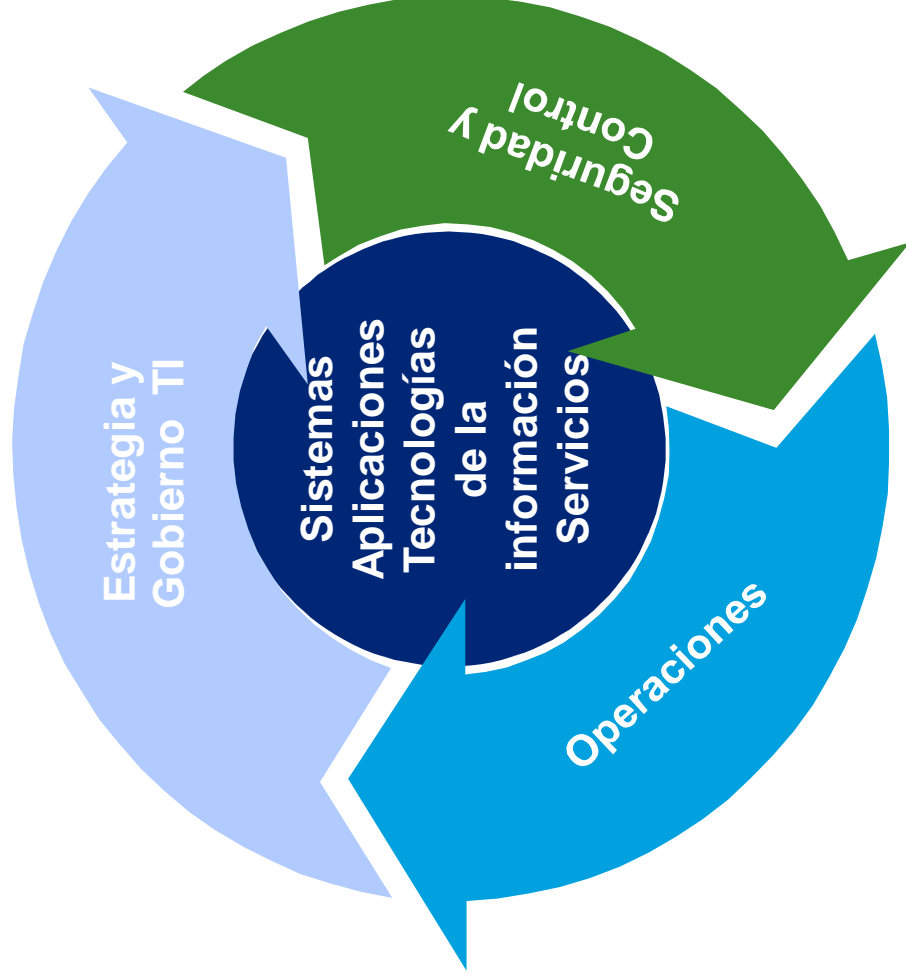 Estrategia y
Gobierno TI
Seguridad y
Control
Sistemas
Aplicaciones
Tecnologías
de la
información
Servicios
Operaciones